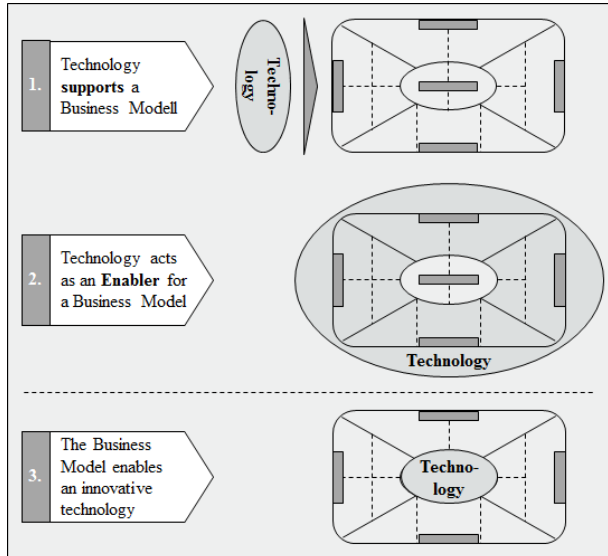 1.
Technology
supports a
Business Modell
Techno-
logy
2.
Technology acts
as an Enabler for
a Business Model
Technology
3.
The Business
Model enables
an innovative
technology
Techno-
logy